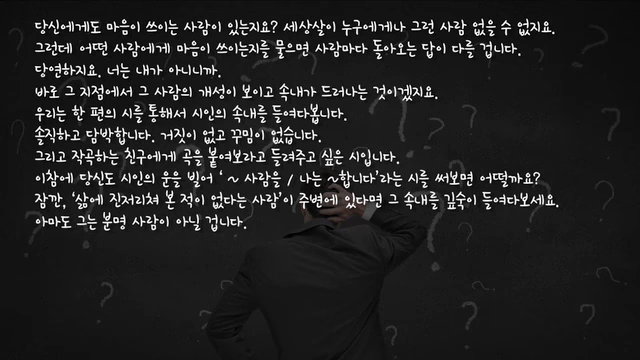 당신에게도 마음이 쓰이는 사람이 있는지요? 세상살이 누구에게나 그런 사람 없을 수 없지요.
그런데 어떤 사람에게 마음이 쓰이는지를 물으면 사람마다 돌아오는 답이 다를 겁니다.
당연하지요. 너는 내가 아니니까.
바로 그 지점에서 그 사람의 개성이 보이고 속내가 드러나는 것이겠지요.
우리는 한 편의 시를 통해서 시인의 속내를 들여다봅니다.
솔직하고 담박합니다. 거짓이 없고 꾸밈이 없습니다.
그리고 작곡하는 친구에게 곡을 붙여보라고 들려주고 싶은 시입니다.
이참에 당신도 시인의 운을 빌어 ‘ ~ 사람을 / 나는 ~합니다’라는 시를 써보면 어떨까요?
잠깐, ‘삶에 진저리쳐 본 적이 없다는 사람’이 주변에 있다면 그 속내를 깊숙이 들여다보세요.
아마도 그는 분명 사람이 아닐 겁니다.